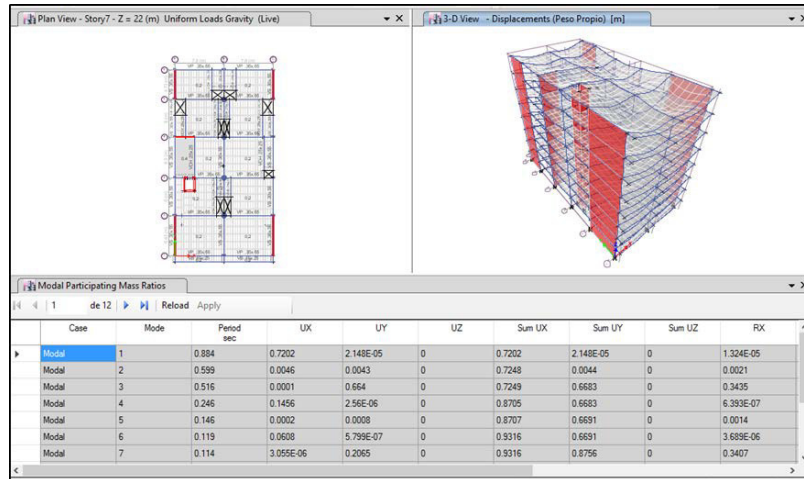 Plan View - Story7 - Z = 22 (m) Uniform Loads Gravity (Live)
3-D View - Displacements (Peso Propio) [m]
Modal Participating Mass Ratios
1 de 12 Reload Apply
Case Mode Period sec UX UY UZ Sum UX Sum UY Sum UZ RX
Modal 1 0.884 0.7202 2.148E-05 0 0.7202 2.148E-05 0 1.324E-05
Modal 2 0.599 0.0046 0.0043 0 0.7248 0.0044 0 0.0021
Modal 3 0.516 0.0001 0.664 0 0.7249 0.6683 0 0.3435
Modal 4 0.246 0.1456 2.56E-06 0 0.8705 0.6683 0 6.393E-07
Modal 5 0.146 0.0002 0.0008 0 0.8707 0.6691 0 0.0014
Modal 6 0.119 0.0608 5.799E-07 0 0.9316 0.6691 0 3.689E-06
Modal 7 0.114 3.055E-06 0.2065 0 0.9316 0.8756 0 0.3407